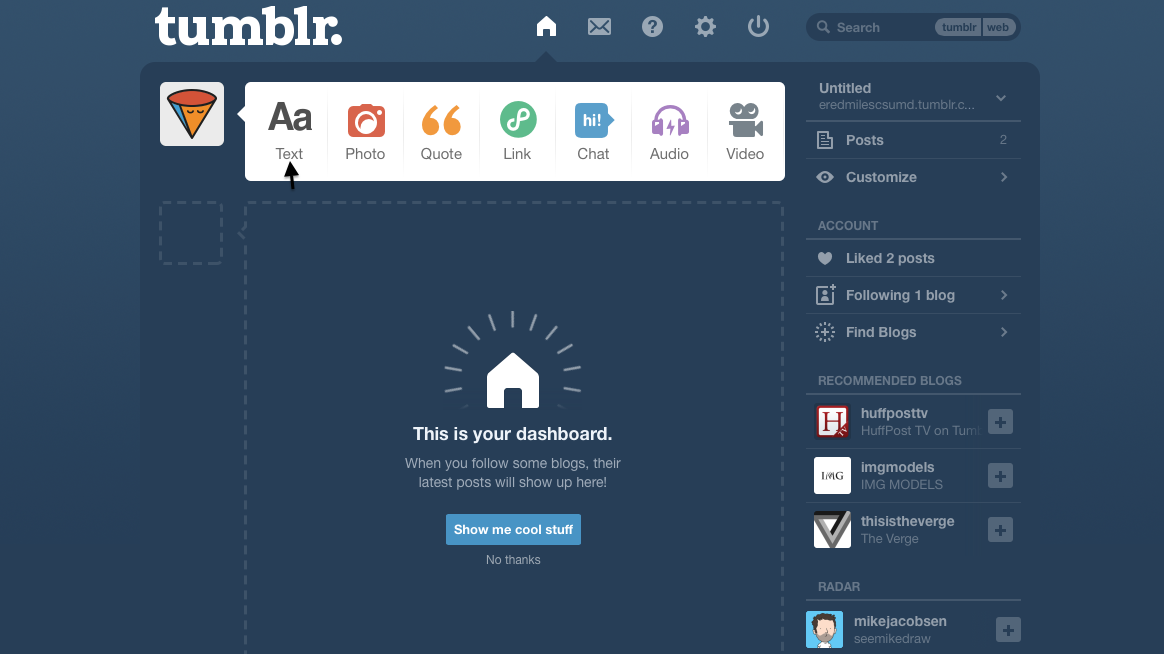 tumblr.
Search tumblr web
Aa
hi!
Text Photo Quote Link Chat Audio Video
Untitled
eredmilescsumd.tumblr.c...
Posts 2
Customize
ACCOUNT
Liked 2 posts
Following 1 blog
Find Blogs
This is your dashboard.
When you follow some blogs, their
latest posts will show up here!
Show me cool stuff
No thanks
RECOMMENDED BLOGS
H
huffposttv
HuffPost TV on Tum
IMG
imgmodels
IMG MODELS
thisistheverge
The Verge
RADAR
mikejacobsen
seemikedraw